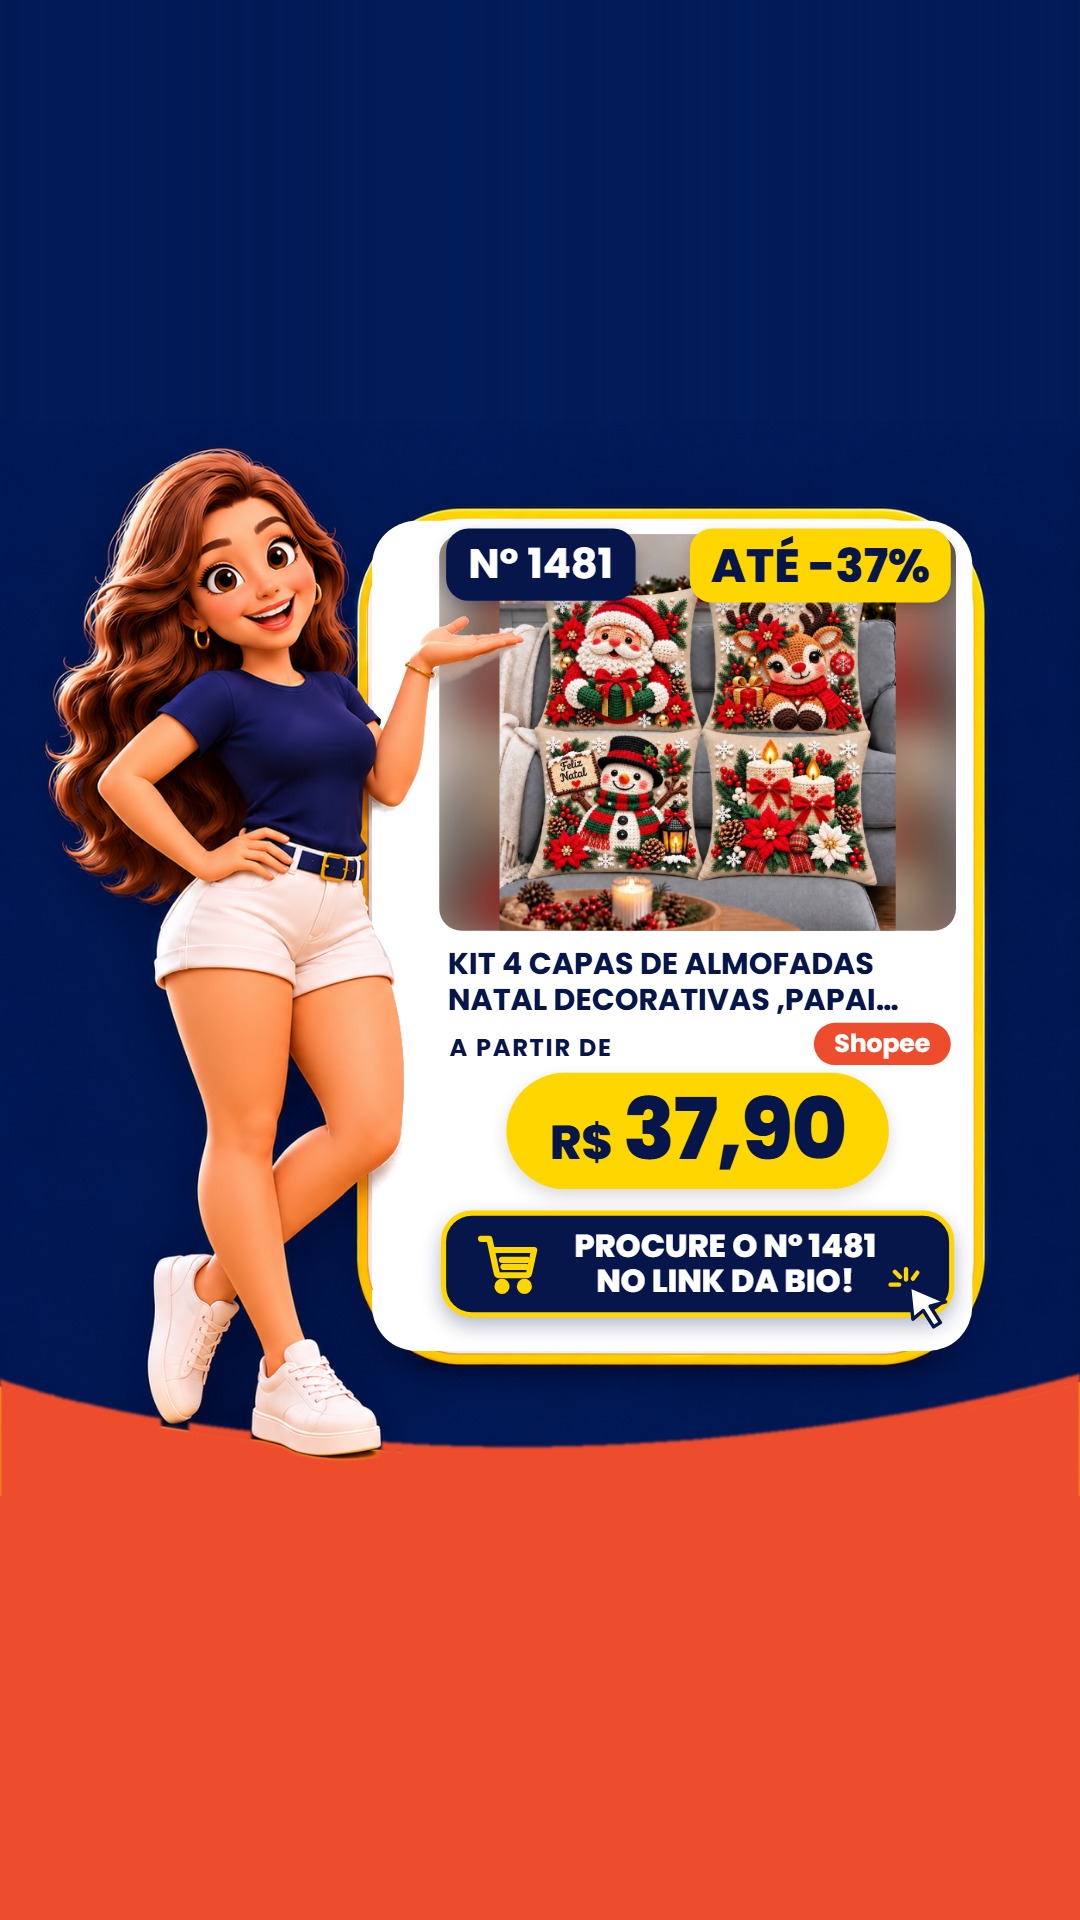 Nº 1481
ATÉ -37%
Feliz
Natal
KIT 4 CAPAS DE ALMOFADAS
NATAL DECORATIVAS ,PAPAI...
A PARTIR DE
Shopee
R$ 37,90
PROCURE O Nº 1481
NO LINK DA BIO!